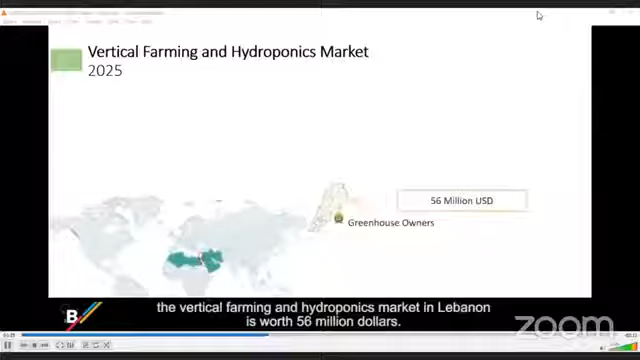 Vertical Farming and Hydroponics Market
2025
56 Million USD
Greenhouse Owners
the vertical farming and hydroponics market in Lebanon
is worth 56 million dollars.
B
zoom